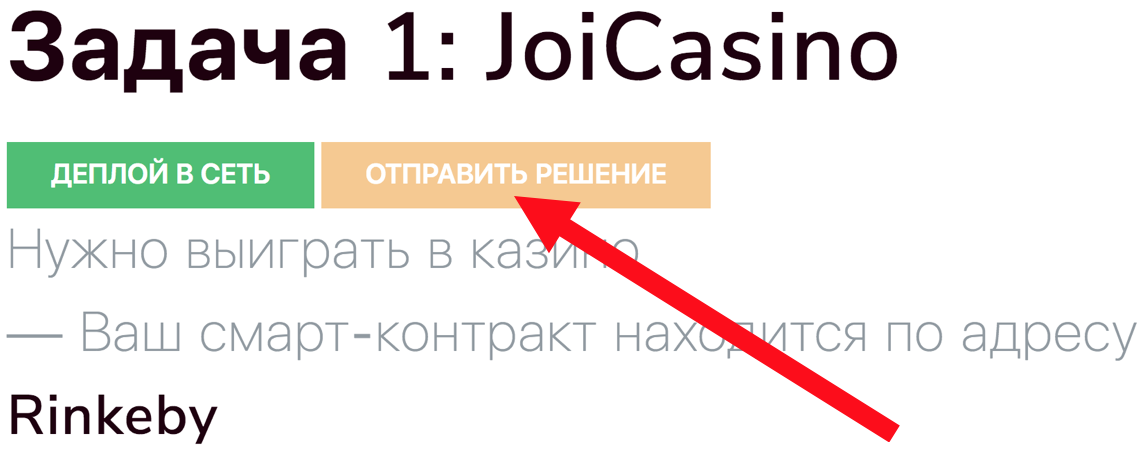 Задача 1: JoiCasino
ДЕПЛОЙ В СЕТЬ ОТПРАВИТЬ РЕШЕНИЕ
Нужно выиграть в казино
— Ваш смарт-контракт находится по адресу
Rinkeby